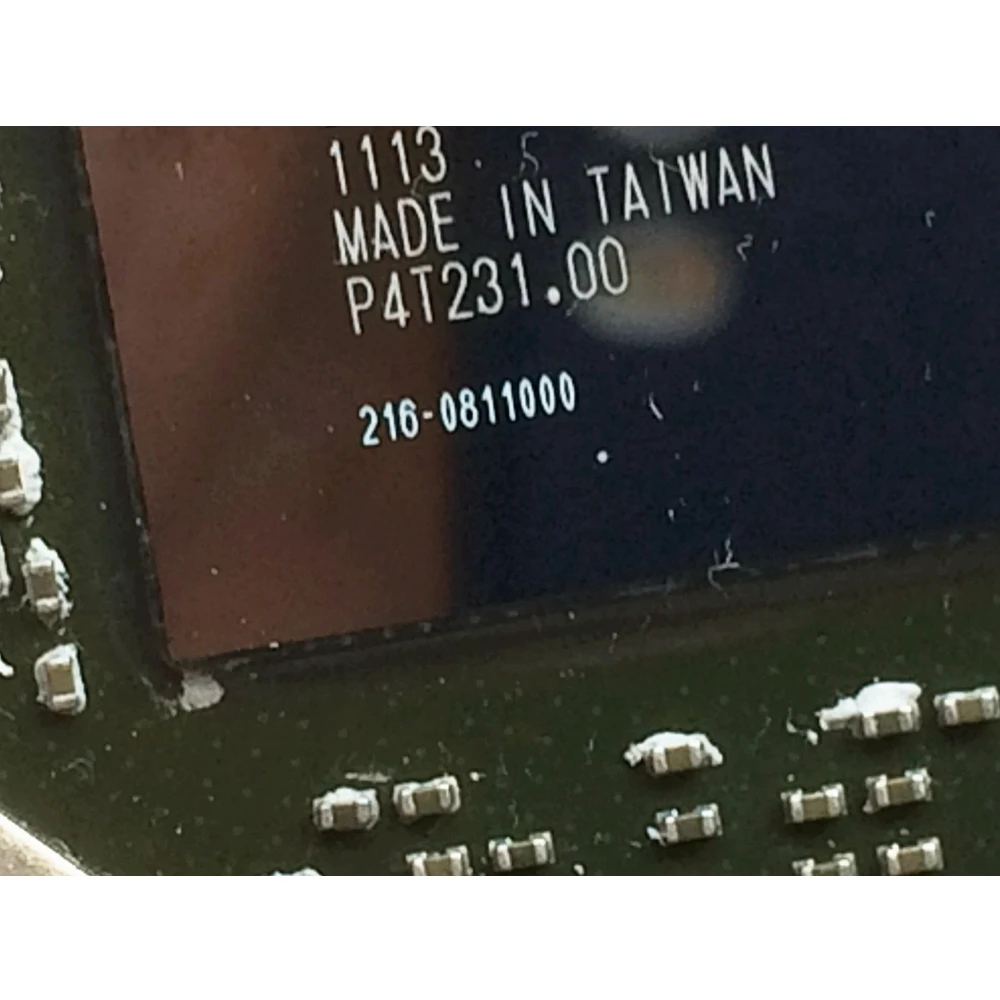 1113
MADE IN TAIWAN
P4T231.00
216-0811000